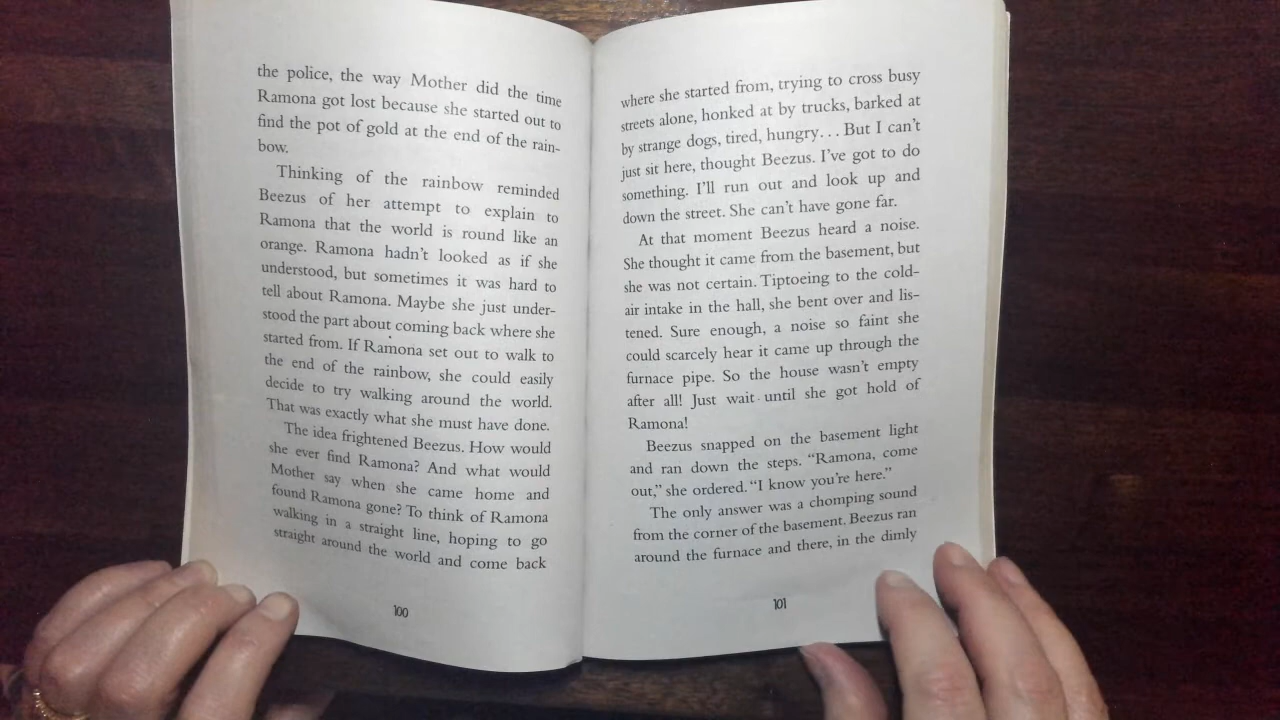 the police, the way Mother did the time
Ramona got lost because she started out to
find the pot of gold at the end of the rain-
bow.
Thinking of the rainbow reminded
Beezus of her attempt to explain to
Ramona that the world is round like an
orange. Ramona hadn't looked as if she
understood, but sometimes it was hard to
tell about Ramona. Maybe she just under-
stood the part about coming back where she
started from. If Ramona set out to walk to
the end of the rainbow, she could easily
decide to try walking around the world.
That was exactly what she must have done.
The idea frightened Beezus. How would
she ever find Ramona? And what would
Mother say when she came home and
found Ramona gone? To think of Ramona
walking in a straight line, hoping to go
straight around the world and come back
100
where she started from, trying to cross busy
streets alone, honked at by trucks, barked at
by strange dogs, tired, hungry... But I can't
just sit here, thought Beezus. I've got to do
something. I'll run out and look up and
down the street. She can't have gone far.
At that moment Beezus heard a noise.
She thought it came from the basement, but
she was not certain. Tiptoeing to the cold-
air intake in the hall, she bent over and lis-
tened. Sure enough, a noise so faint she
could scarcely hear it came up through the
furnace pipe. So the house wasn't empty
after all! Just wait until she got hold of
Ramona!
Beezus snapped on the basement light
and ran down the steps. “Ramona, come
out,” she ordered. “I know you're here.”
The only answer was a chomping sound
from the corner of the basement. Beezus ran
around the furnace and there, in the dimly
101